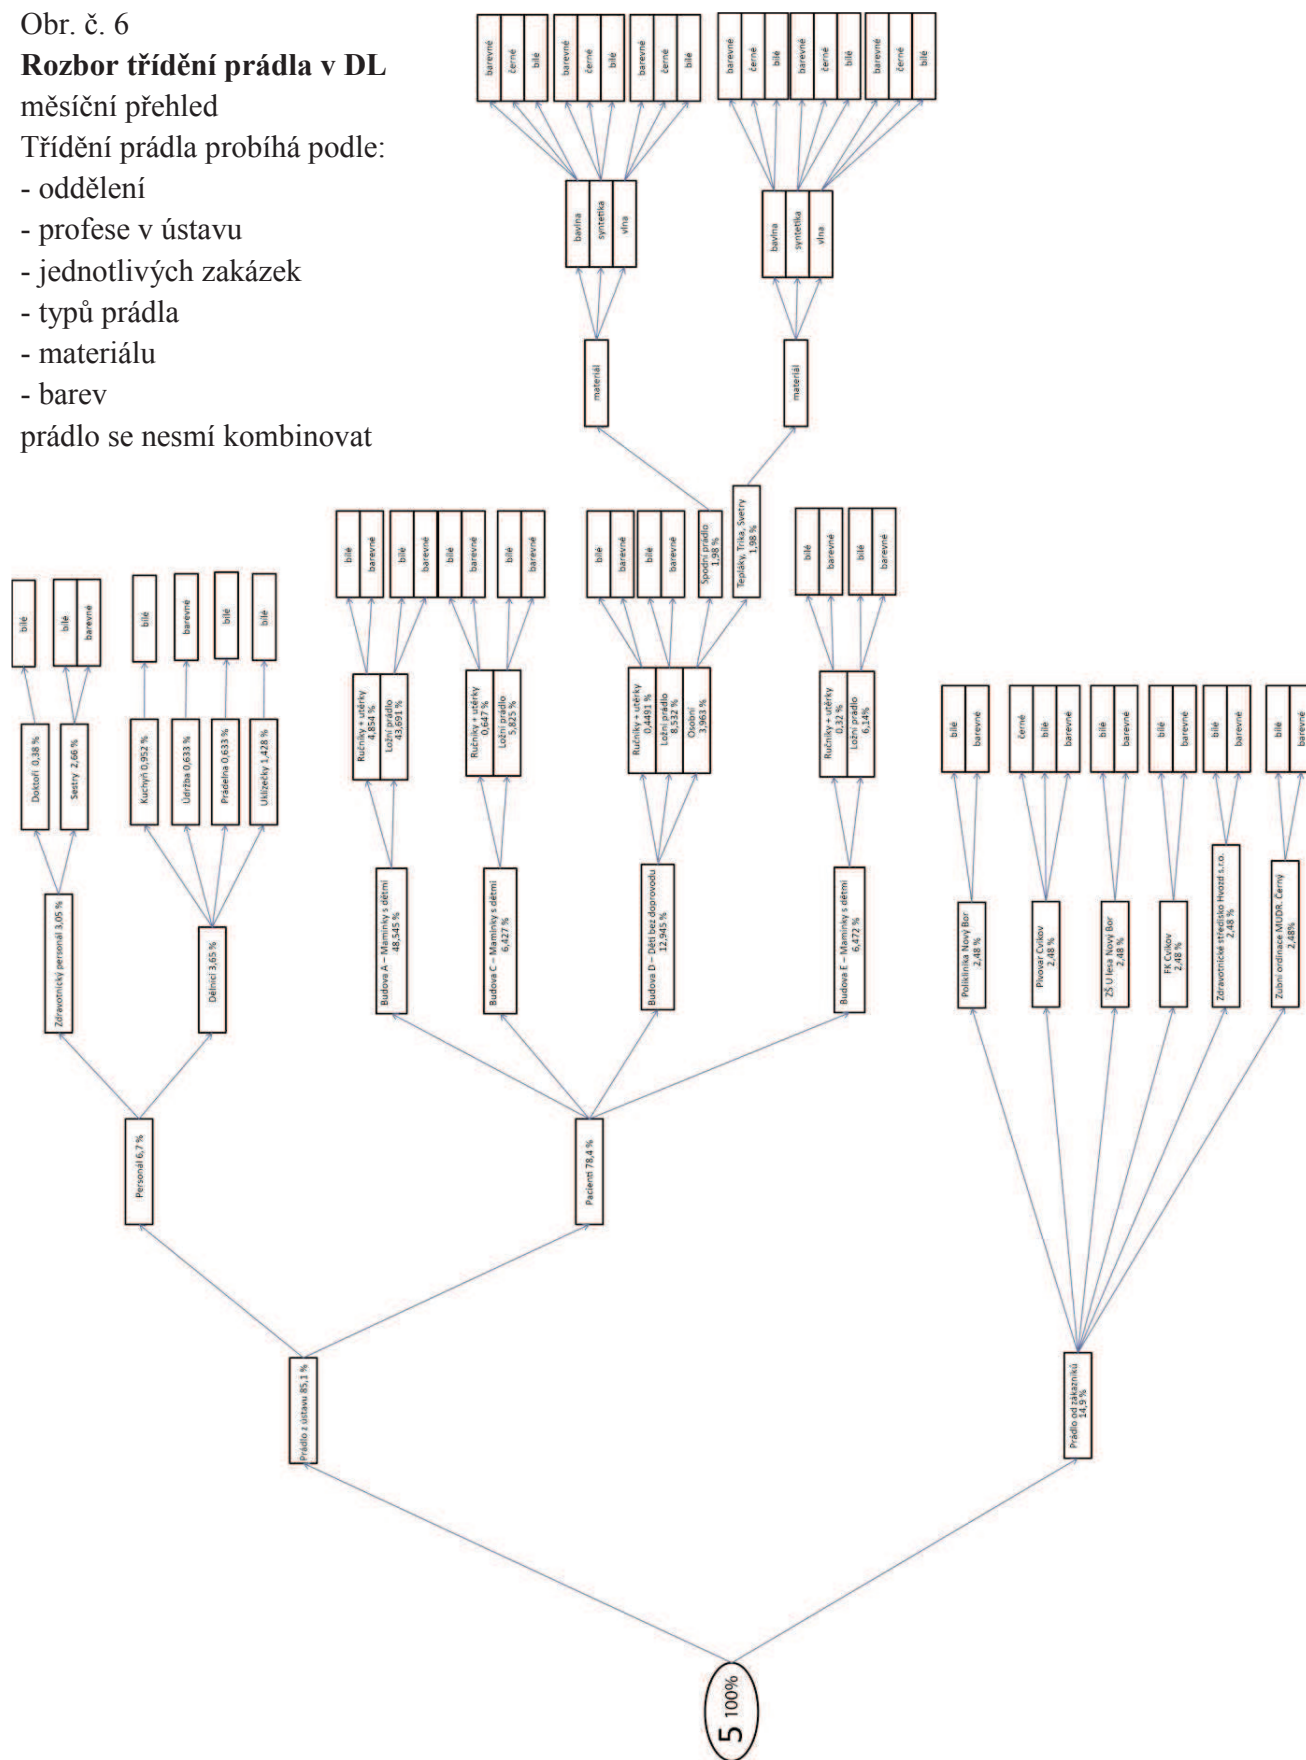 Obr. č. 6
Rozbor třídění prádla v DL
měsíční přehled
Třídění prádla probíhá podle:
- oddělení
- profese v ústavu
- jednotlivých zakázek
- typů prádla
- materiálu
- barev
prádlo se nesmí kombinovat
barevné
černé
bílé
barevné
černé
bílé
barevné
černé
bílé
barevné
černé
bílé
barevné
černé
bílé
barevné
černé
bílé
bavlna
syntetika
vlna
bavlna
syntetika
vlna
materiál
materiál
bílé
bílé
barevné
bílé
barevné
bílé
bílé
bílé
barevné
bílé
barevné
bílé
barevné
bílé
barevné
bílé
barevné
bílé
barevné
Spodní prádlo
1,98 %
Tepláky, Trika, Svetry
1,98 %
bílé
barevné
bílé
barevné
Doktoři 0,38 %
Sestry 2,66 %
Kuchyň 0,952 %
Údržba 0,633 %
Prádelna 0,633 %
Uklízečky 1,428 %
Ručníky + utěrky
4,854 %
Ložní prádlo
43,691 %
Ručníky + utěrky
0,647 %
Ložní prádlo
5,825 %
Ručníky + utěrky
0,4491 %
Ložní prádlo
8,532 %
Osobní
3,963 %
Ručníky + utěrky
0,32 %
Ložní prádlo
6,14%
bílé
barevné
černé
bílé
barevné
bílé
barevné
bílé
barevné
bílé
barevné
bílé
barevné
Zdravotnický personál 3,05 %
Dělníci 3,65 %
Budova A – Maminky s dětmi
48,545 %
Budova C – Maminky s dětmi
6,427 %
Budova D – Děti bez doprovodu
12,945 %
Budova E – Maminky s dětmi
6,472 %
Poliklinika Nový Bor
2,48 %
Pivovar Cvikov
2,48 %
ZŠ U lesa Nový Bor
2,48 %
FK Cvikov
2,48 %
Zdravotnické středisko Hvozd s.r.o.
2,48 %
Zubní ordinace MUDR. Černý
2,48%
Personál 6,7 %
Pacienti 78,4 %
Prádlo z ústavu 85,1 %
Prádlo od zákazníků
14,9 %
5 100%